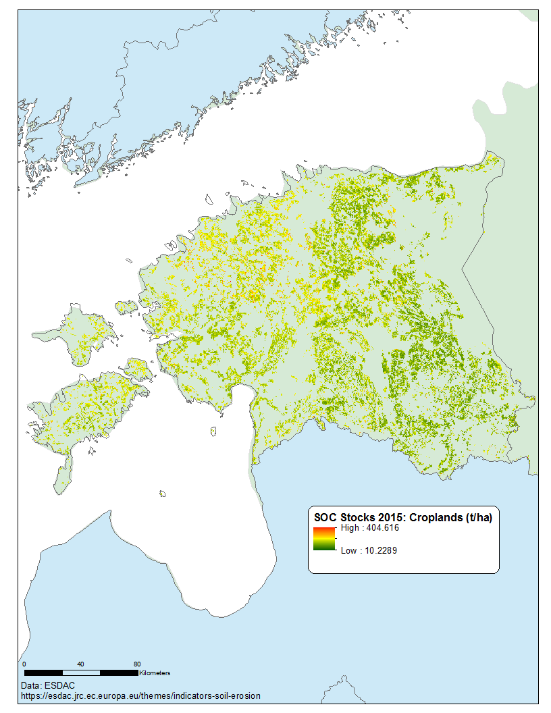 SOC Stocks 2015: Croplands (t/ha)
High : 404.616
Low : 10.2289
0 40 80
Kilometers
Data: ESDAC
https://esdac.jrc.ec.europa.eu/themes/indicators-soil-erosion